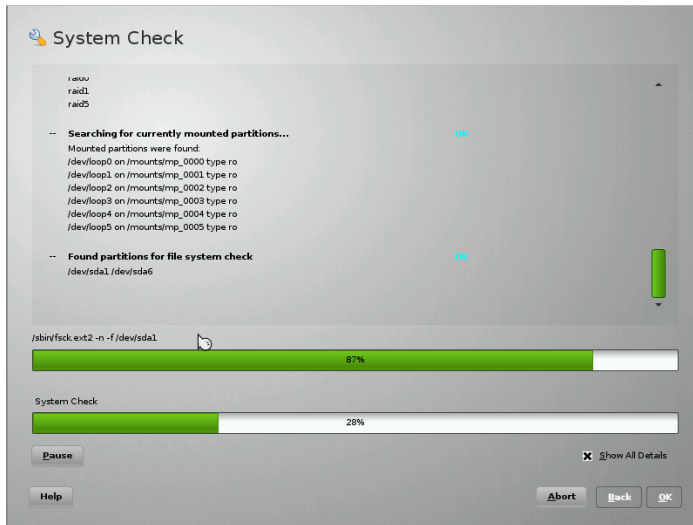 System Check
raid0
raid1
raid5
-- Searching for currently mounted partitions... OK
Mounted partitions were found:
/dev/loop0 on /mounts/mp_0000 type ro
/dev/loop1 on /mounts/mp_0001 type ro
/dev/loop2 on /mounts/mp_0002 type ro
/dev/loop3 on /mounts/mp_0003 type ro
/dev/loop4 on /mounts/mp_0004 type ro
/dev/loop5 on /mounts/mp_0005 type ro
-- Found partitions for file system check OK
/dev/sda1 /dev/sda6
/sbin/fsck.ext2 -n -f /dev/sda1
87%
System Check
28%
Pause
Show All Details
Help
Abort
Back
OK